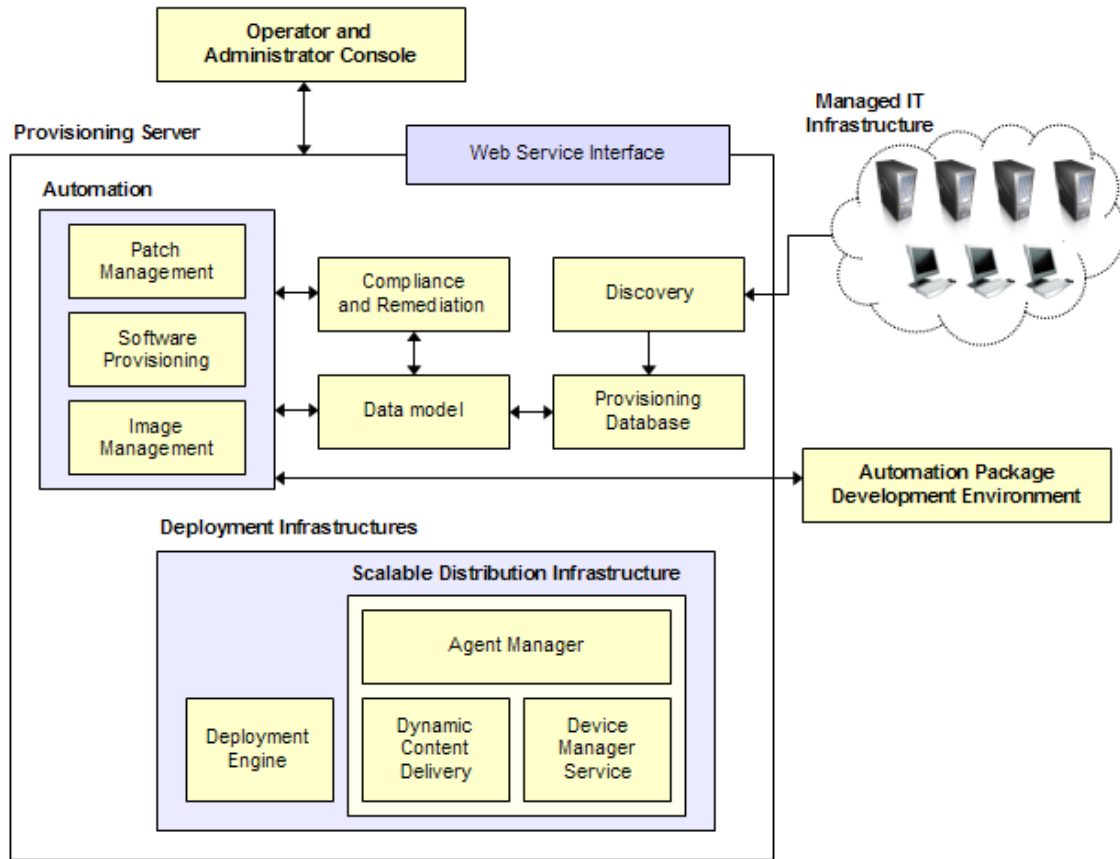 Operator and
Administrator Console
Managed IT
Infrastructure
Provisioning Server
Web Service Interface
Automation
Patch
Management
Software
Provisioning
Image
Management
Compliance
and Remediation
Discovery
Data model
Provisioning
Database
Automation Package
Development Environment
Deployment Infrastructures
Scalable Distribution Infrastructure
Agent Manager
Deployment
Engine
Dynamic
Content
Delivery
Device
Manager
Service